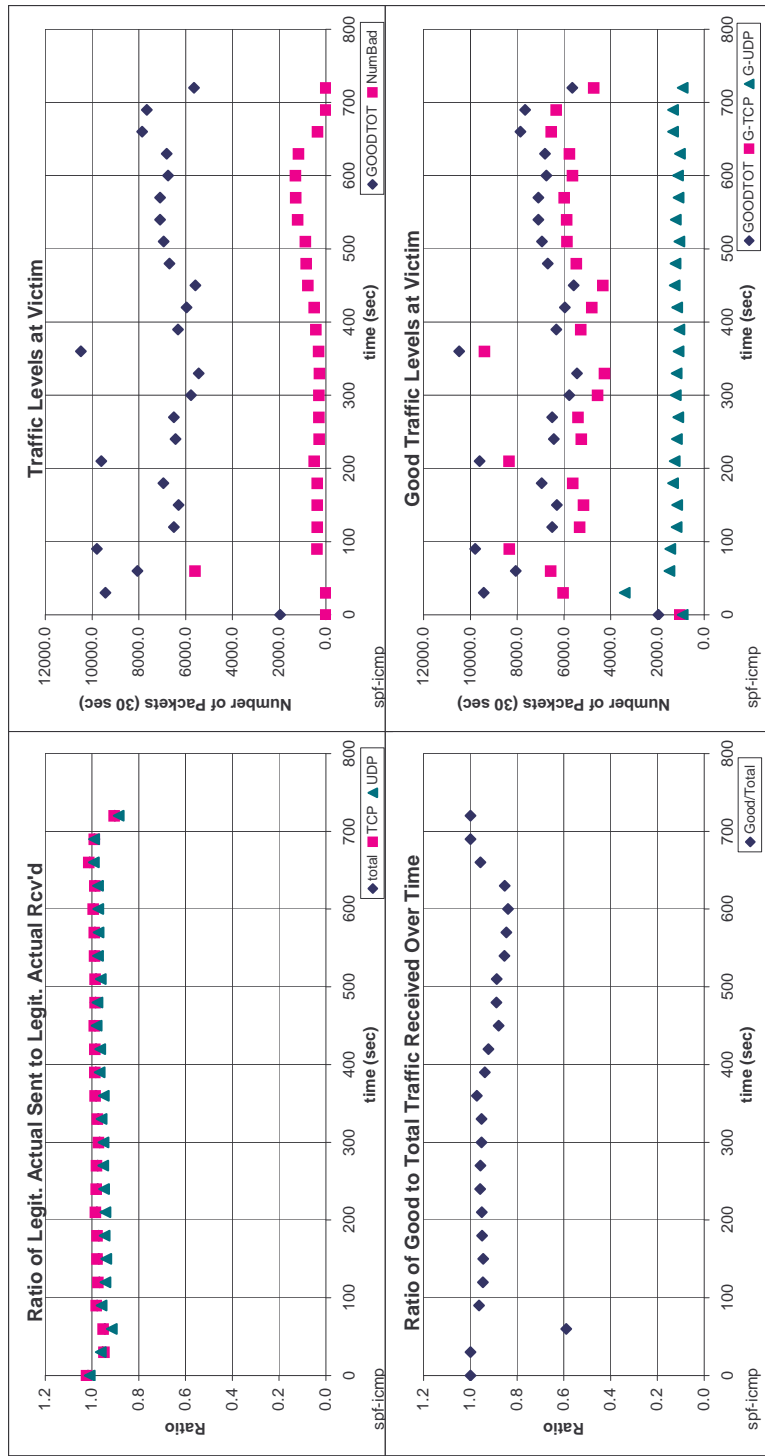 Ratio of Legit. Actual Sent to Legit. Actual Rcv'd
1.2
1.0
0.8
0.6
0.4
0.2
0.0
Ratio
0 100 200 300 400 500 600 700 800
time (sec)
spf-icmp
total TCP UDP
Traffic Levels at Victim
12000.0
10000.0
8000.0
6000.0
4000.0
2000.0
0.0
Number of Packets (30 sec)
0 100 200 300 400 500 600 700 800
time (sec)
spf-icmp
GOODTOT NumBad
Ratio of Good to Total Traffic Received Over Time
1.2
1.0
0.8
0.6
0.4
0.2
0.0
Ratio
0 100 200 300 400 500 600 700 800
time (sec)
spf-icmp
Good/Total
Good Traffic Levels at Victim
12000.0
10000.0
8000.0
6000.0
4000.0
2000.0
0.0
Number of Packets (30 sec)
0 100 200 300 400 500 600 700 800
time (sec)
spf-icmp
GOODTOT G-TCP G-UDP